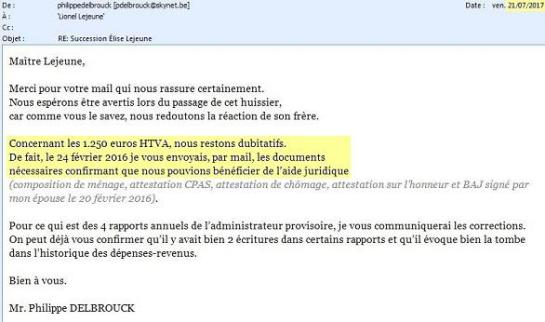 De : philippedelbrouck [pdelbrouck@skynet.be] Date : ven. 21/07/2017
À : 'Lionel Lejeune'
Cc :
Objet : RE: Succession Élise Lejeune
Maître Lejeune,
Merci pour votre mail qui nous rassure certainement.
Nous espérons être avertis lors du passage de cet huissier,
car comme vous le savez, nous redoutons la réaction de son frère.
Concernant les 1.250 euros HTVA, nous restons dubitatifs.
De fait, le 24 février 2016 je vous envoyais, par mail, les documents
nécessaires confirmant que nous pouvions bénéficier de l'aide juridique
(composition de ménage, attestation CPAS, attestation de chômage, attestation sur l'honneur et BAJ signé par
mon épouse le 20 février 2016).
Pour ce qui est des 4 rapports annuels de l'administrateur provisoire, je vous communiquerai les corrections.
On peut déjà vous confirmer qu'il y avait bien 2 écritures dans certains rapports et qu'il évoque bien la tombe
dans l'historique des dépenses-revenus.
Bien à vous.
Mr. Philippe DELBROUCK